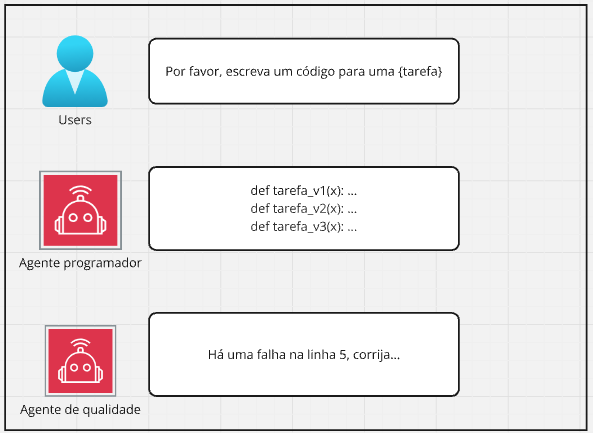 Por favor, escreva um código para uma {tarefa}
Users
def tarefa_v1(x): ...
def tarefa_v2(x): ...
def tarefa_v3(x): ...
Agente programador
Há uma falha na linha 5, corrija...
Agente de qualidade